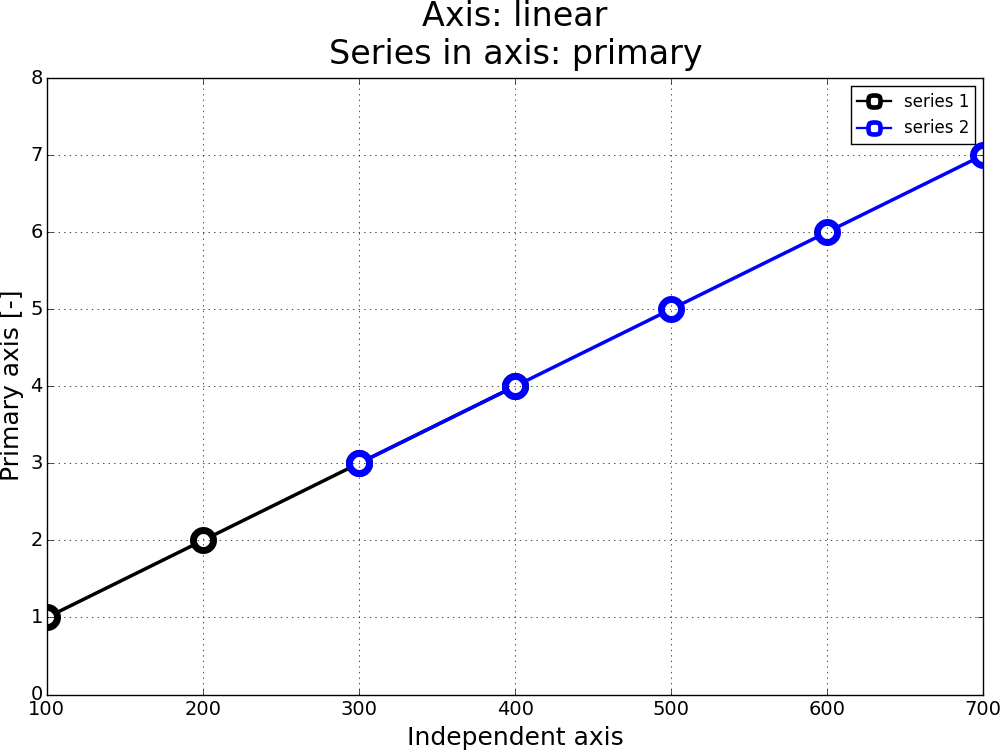 Axis: linear
Series in axis: primary
series 1
series 2
Primary axis [-]
8
7
6
5
4
3
2
1
0
100 200 300 400 500 600 700
Independent axis